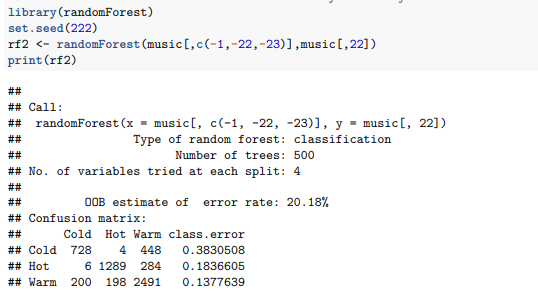 library(randomForest)
set.seed(222)
rf2 <- randomForest(music[,c(-1,-22,-23)],music[,22])
print(rf2)
##
## Call:
##  randomForest(x = music[, c(-1, -22, -23)], y = music[, 22])
##                Type of random forest: classification
##                      Number of trees: 500
## No. of variables tried at each split: 4
##
##         OOB estimate of  error rate: 20.18%
## Confusion matrix:
##      Cold  Hot Warm class.error
## Cold  728    4  448   0.3830508
## Hot     6 1289  284   0.1836605
## Warm  200  198 2491   0.1377639